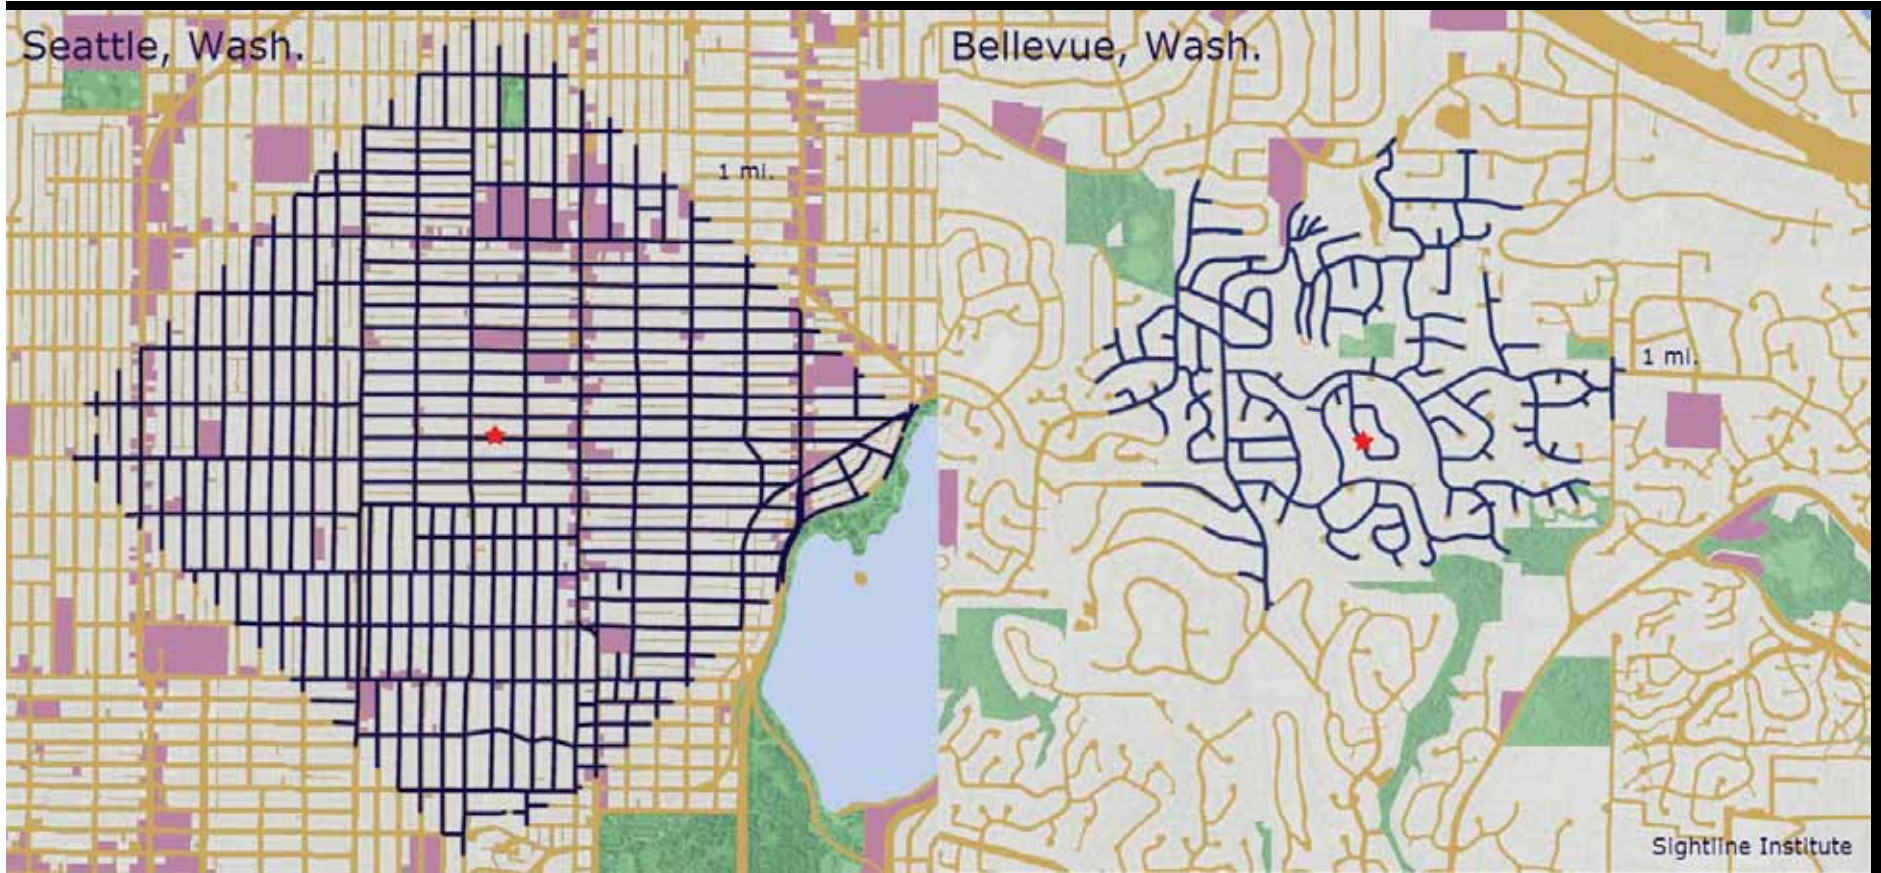 Seattle, Wash.
Bellevue, Wash.
1 mi.
1 mi.
Sightline Institute